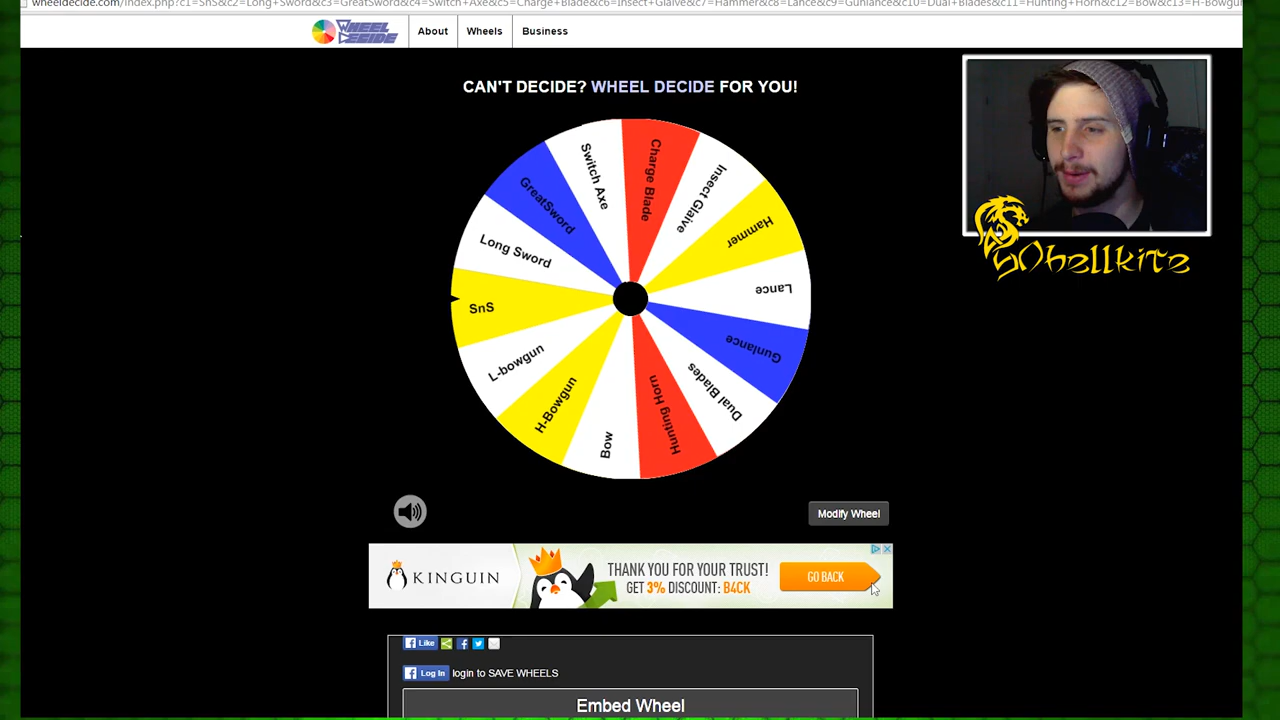 wheeldecide.com/index.php?c1=SnS&c2=Long+Sword&c3=GreatSword&c4=Switch+Axe&c5=Charge+Blade&c6=Insect+Glaive&c7=Hammer&c8=Lance&c9=Gunlance&c10=Dual+Blades&c11=Hunting+Horn&c12=Bow&c13=H-Bowgun
WHEEL DECIDE
About
Wheels
Business
CAN'T DECIDE? WHEEL DECIDE FOR YOU!
Charge Blade
Insect Glaive
Hammer
Lance
Gunlance
Dual Blades
Hunting Horn
Bow
H-Bowgun
L-bowgun
SnS
Long Sword
GreatSword
Switch Axe
Modify Wheel
KINGUIN
THANK YOU FOR YOUR TRUST!
GET 3% DISCOUNT: B4CK
GO BACK
Like
Log In login to SAVE WHEELS
Embed Wheel